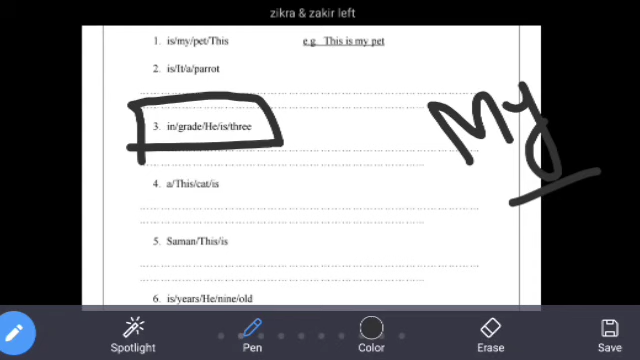 zikra & zakir left
1. is/my/pet/This e.g. This is my pet
2. is/It/a/parrot
3. in/grade/He/is/three
My
4. a/This/cat/is
5. Saman/This/is
6. is/years/He/nine/old
Spotlight Pen Color Erase Save